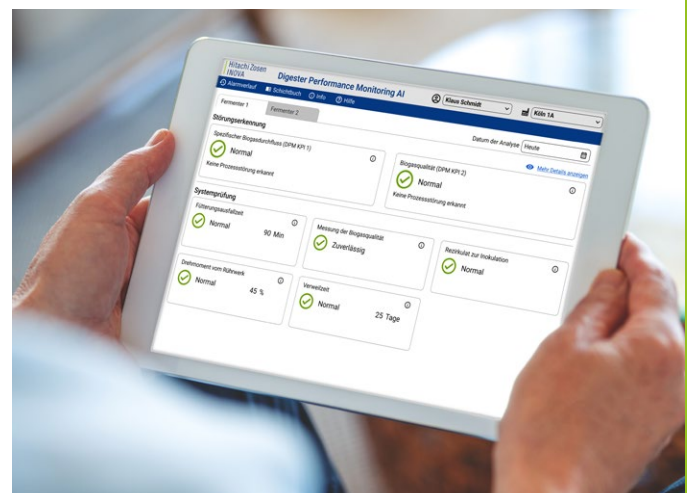 Hitachi Zosen
INOVA
Digester Performance Monitoring AI
Klaus Schmidt
Köln 1A
Alarmverlauf
Schichtbuch
Info
Hilfe
Fermenter 1
Fermenter 2
Datum der Analyse
Heute
Störungserkennung
Mehr Details anzeigen
Spezifischer Biogasdurchfluss (DPM KPI 1)
Normal
Keine Prozessstörung erkannt
Biogasqualität (DPM KPI 2)
Normal
Keine Prozessstörung erkannt
Systemprüfung
Fütterungsausfallzeit
Normal
90 Min
Messung der Biogasqualität
Zuverlässig
Rezirkulat zur Inokulation
Normal
Drehmoment vom Rührwerk
Normal
45 %
Verweilzeit
Normal
25 Tage